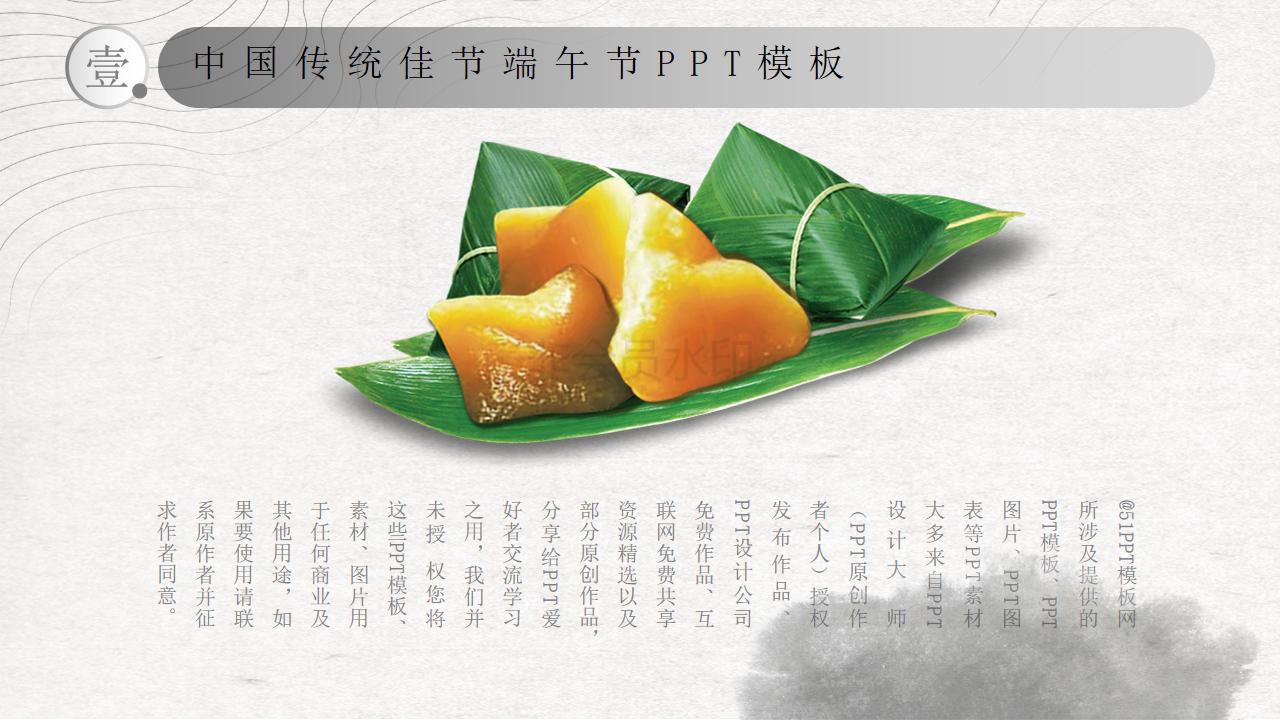 壹
中国传统佳节端午节PPT模板
会员水印
@51PPT模板网
所涉及提供的
PPT模板、PPT
图片、PPT图
表等PPT素材
大多来自PPT
设计大 师
（PPT原创作
者个人）授权
发布作品、
PPT设计公司
免费作品、互
联网免费共享
资源精选以及
部分原创作品，
分享给PPT爱
好者交流学习
之用，我们并
未授 权您将
这些PPT模板、
素材、图片用
于任何商业及
其他用途，如
果要使用请联
系原作者并征
求作者同意。